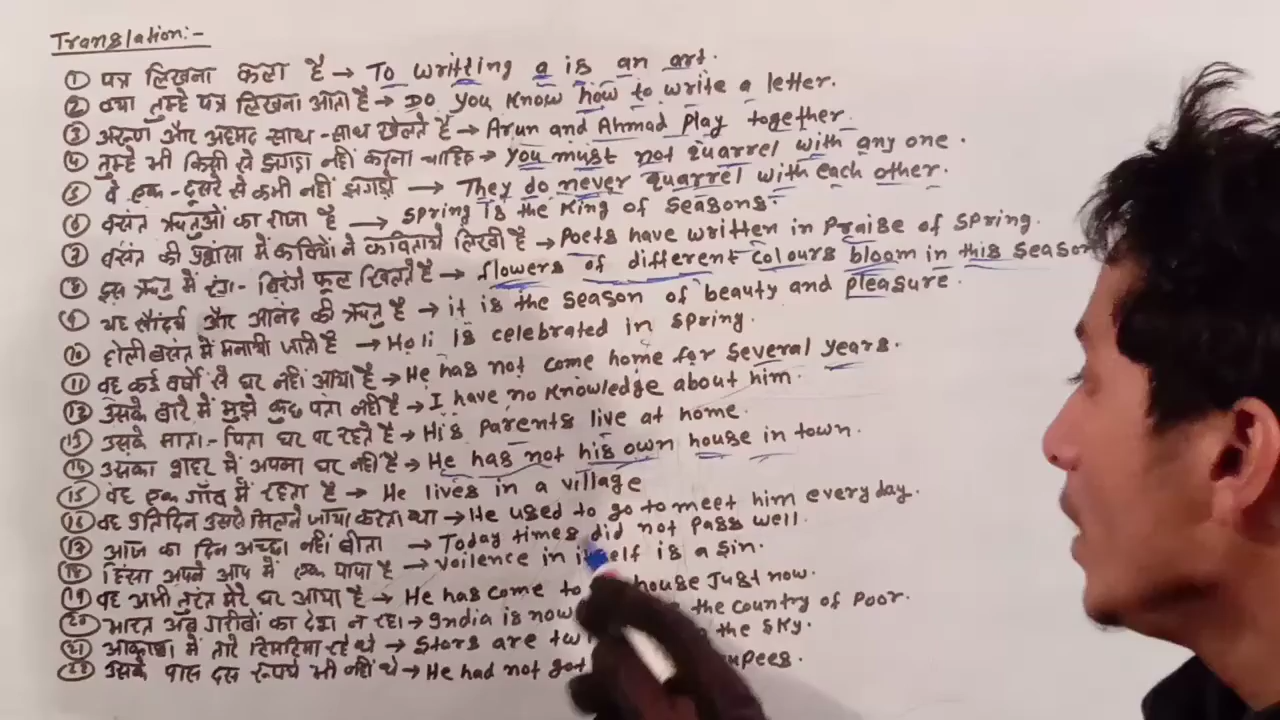 Translation:-
① पत्र लिखना कला है → To writting a is an art.
② क्या तुम्हे पत्र लिखना आता है → Do you know how to write a letter.
③ अरुण और अहमद साथ-साथ खेलते है → Arun and Ahmad play together.
④ तुम्हे भी किसी से झगड़ा नहीं करना चाहिए → you must not quarrel with any one.
⑤ वे एक-दूसरे से कभी नहीं झगड़े → They do never quarrel with each other.
⑥ वसंत ऋतुओं का राजा है → spring is the King of seasons.
⑦ वसंत की प्रशंसा में कवियों ने कवितायें लिखी है → Poets have written in Praise of spring.
⑧ इस ऋतु में रंग-बिरंगे फूल खिलते है → flowers of different colours bloom in this season
⑨ यह सौंदर्य और आनंद की ऋतु है → it is the season of beauty and pleasure.
⑩ होली बसंत में मनायी जाती है → Holi is celebrated in spring.
⑪ वह कई वर्षों से घर नहीं आया है → He has not come home for several years.
उसके बारे में मुझे कुछ पता नहीं है → I have no knowledge about him.
उसके माता-पिता घर पर रहते है → His parents live at home.
⑭ उसका शहर में अपना घर नहीं है → He has not his own house in town.
⑮ वह एक गाँव में रहता है → He lives in a village
⑯ वह प्रतिदिन उससे मिलने जाया करता था → He used to go to meet him every day.
⑰ आज का दिन अच्छा नहीं बीता → Today times did not pass well.
⑱ हिंसा अपने आप में एक पाप है → voilence in itself is a sin.
⑲ वह अभी तुरंत मेरे घर आया है → He has come to house Just now.
⑳ भारत अब गरीबों का देश न रहा → India is now the country of Poor.
㉑ आकाश में तारे टिमटिमा रहे थे → Stors are the sky.
उसके पास दस रूपये भी नहीं थे → He had not got rupees.